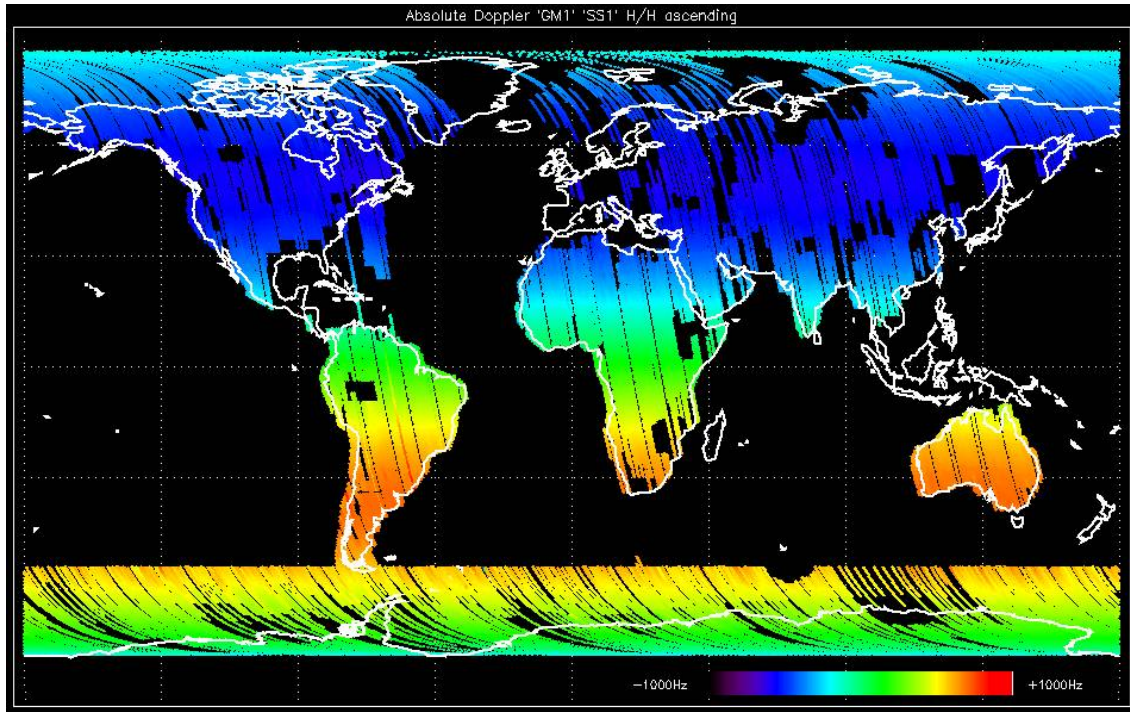 Absolute Doppler 'GM1' 'SS1' H/H ascending
-1000Hz +1000Hz